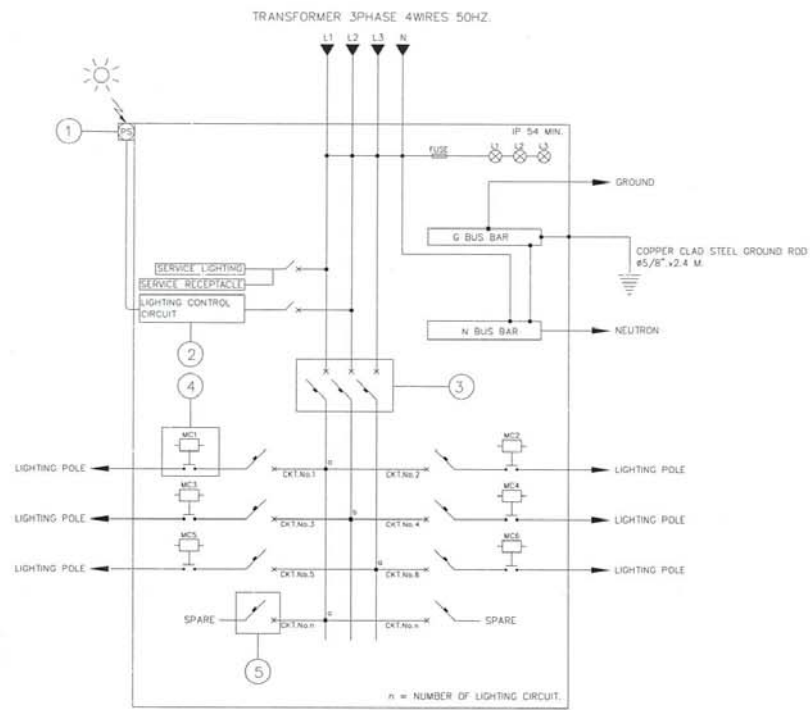 TRANSFORMER 3PHASE 4WIRES 50HZ.
L1 L2 L3 N
1
PS
IP 54 MIN.
FUSE
L1 L2 L3
GROUND
G BUS BAR
COPPER CLAD STEEL GROUND ROD
ø5/8".x2.4 M.
SERVICE LIGHTING
SERVICE RECEPTACLE
LIGHTING CONTROL
CIRCUIT
N BUS BAR
NEUTRON
2
4
3
MC1
MC2
LIGHTING POLE
CKT.No.1
CKT.No.2
LIGHTING POLE
MC3
MC4
LIGHTING POLE
CKT.No.3
CKT.No.4
LIGHTING POLE
MC5
MC6
LIGHTING POLE
CKT.No.5
CKT.No.8
LIGHTING POLE
SPARE
CKT.No.n
CKT.No.n
SPARE
5
n = NUMBER OF LIGHTING CIRCUIT.